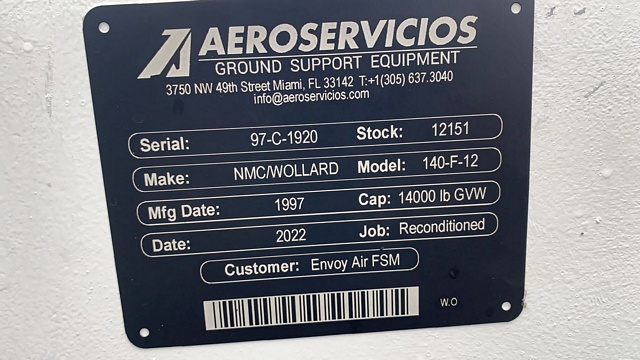 AEROSERVICIOS
GROUND SUPPORT EQUIPMENT
3750 NW 49th Street Miami, FL 33142 T:+1(305) 637.3040
info@aeroservicios.com
Serial: 97-C-1920 Stock: 12151
Make: NMC/WOLLARD Model: 140-F-12
Mfg Date: 1997 Cap: 14000 lb GVW
Date: 2022 Job: Reconditioned
Customer: Envoy Air FSM
W.O